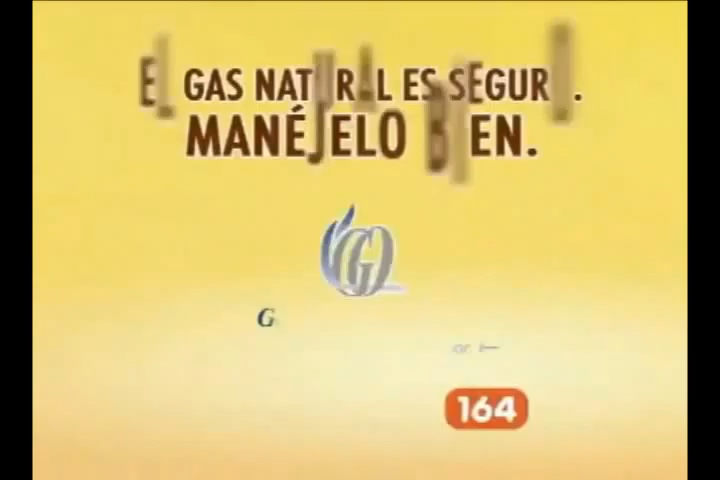 EL GAS NATURAL ES SEGURO.
MANÉJELO BIEN.
G
164